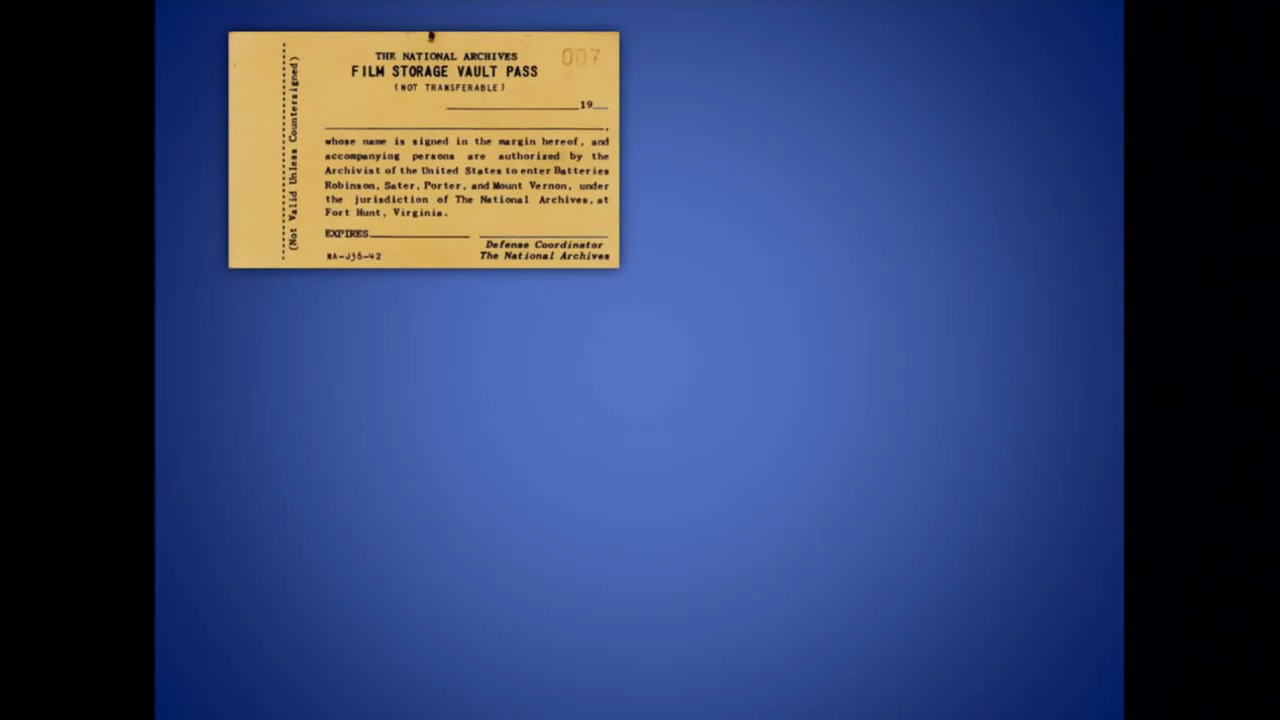 007
THE NATIONAL ARCHIVES
FILM STORAGE VAULT PASS
(NOT TRANSFERABLE)
19
whose name is signed in the margin hereof, and
accompanying persons are authorized by the
Archivist of the United States to enter Batteries
Robinson, Sater, Porter, and Mount Vernon, under
the jurisdiction of The National Archives, at
Fort Hunt, Virginia.
EXPIRES
Defense Coordinator
The National Archives
NA-J36-42
(Not Valid Unless Countersigned)